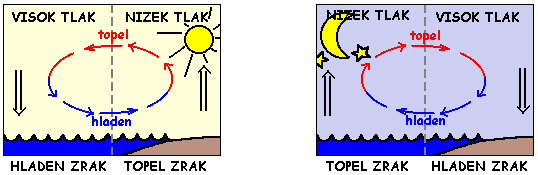 VISOK TLAK NIZEK TLAK
topel
hladen
HLADEN ZRAK TOPEL ZRAK
NIZEK TLAK VISOK TLAK
topel
hladen
TOPEL ZRAK HLADEN ZRAK